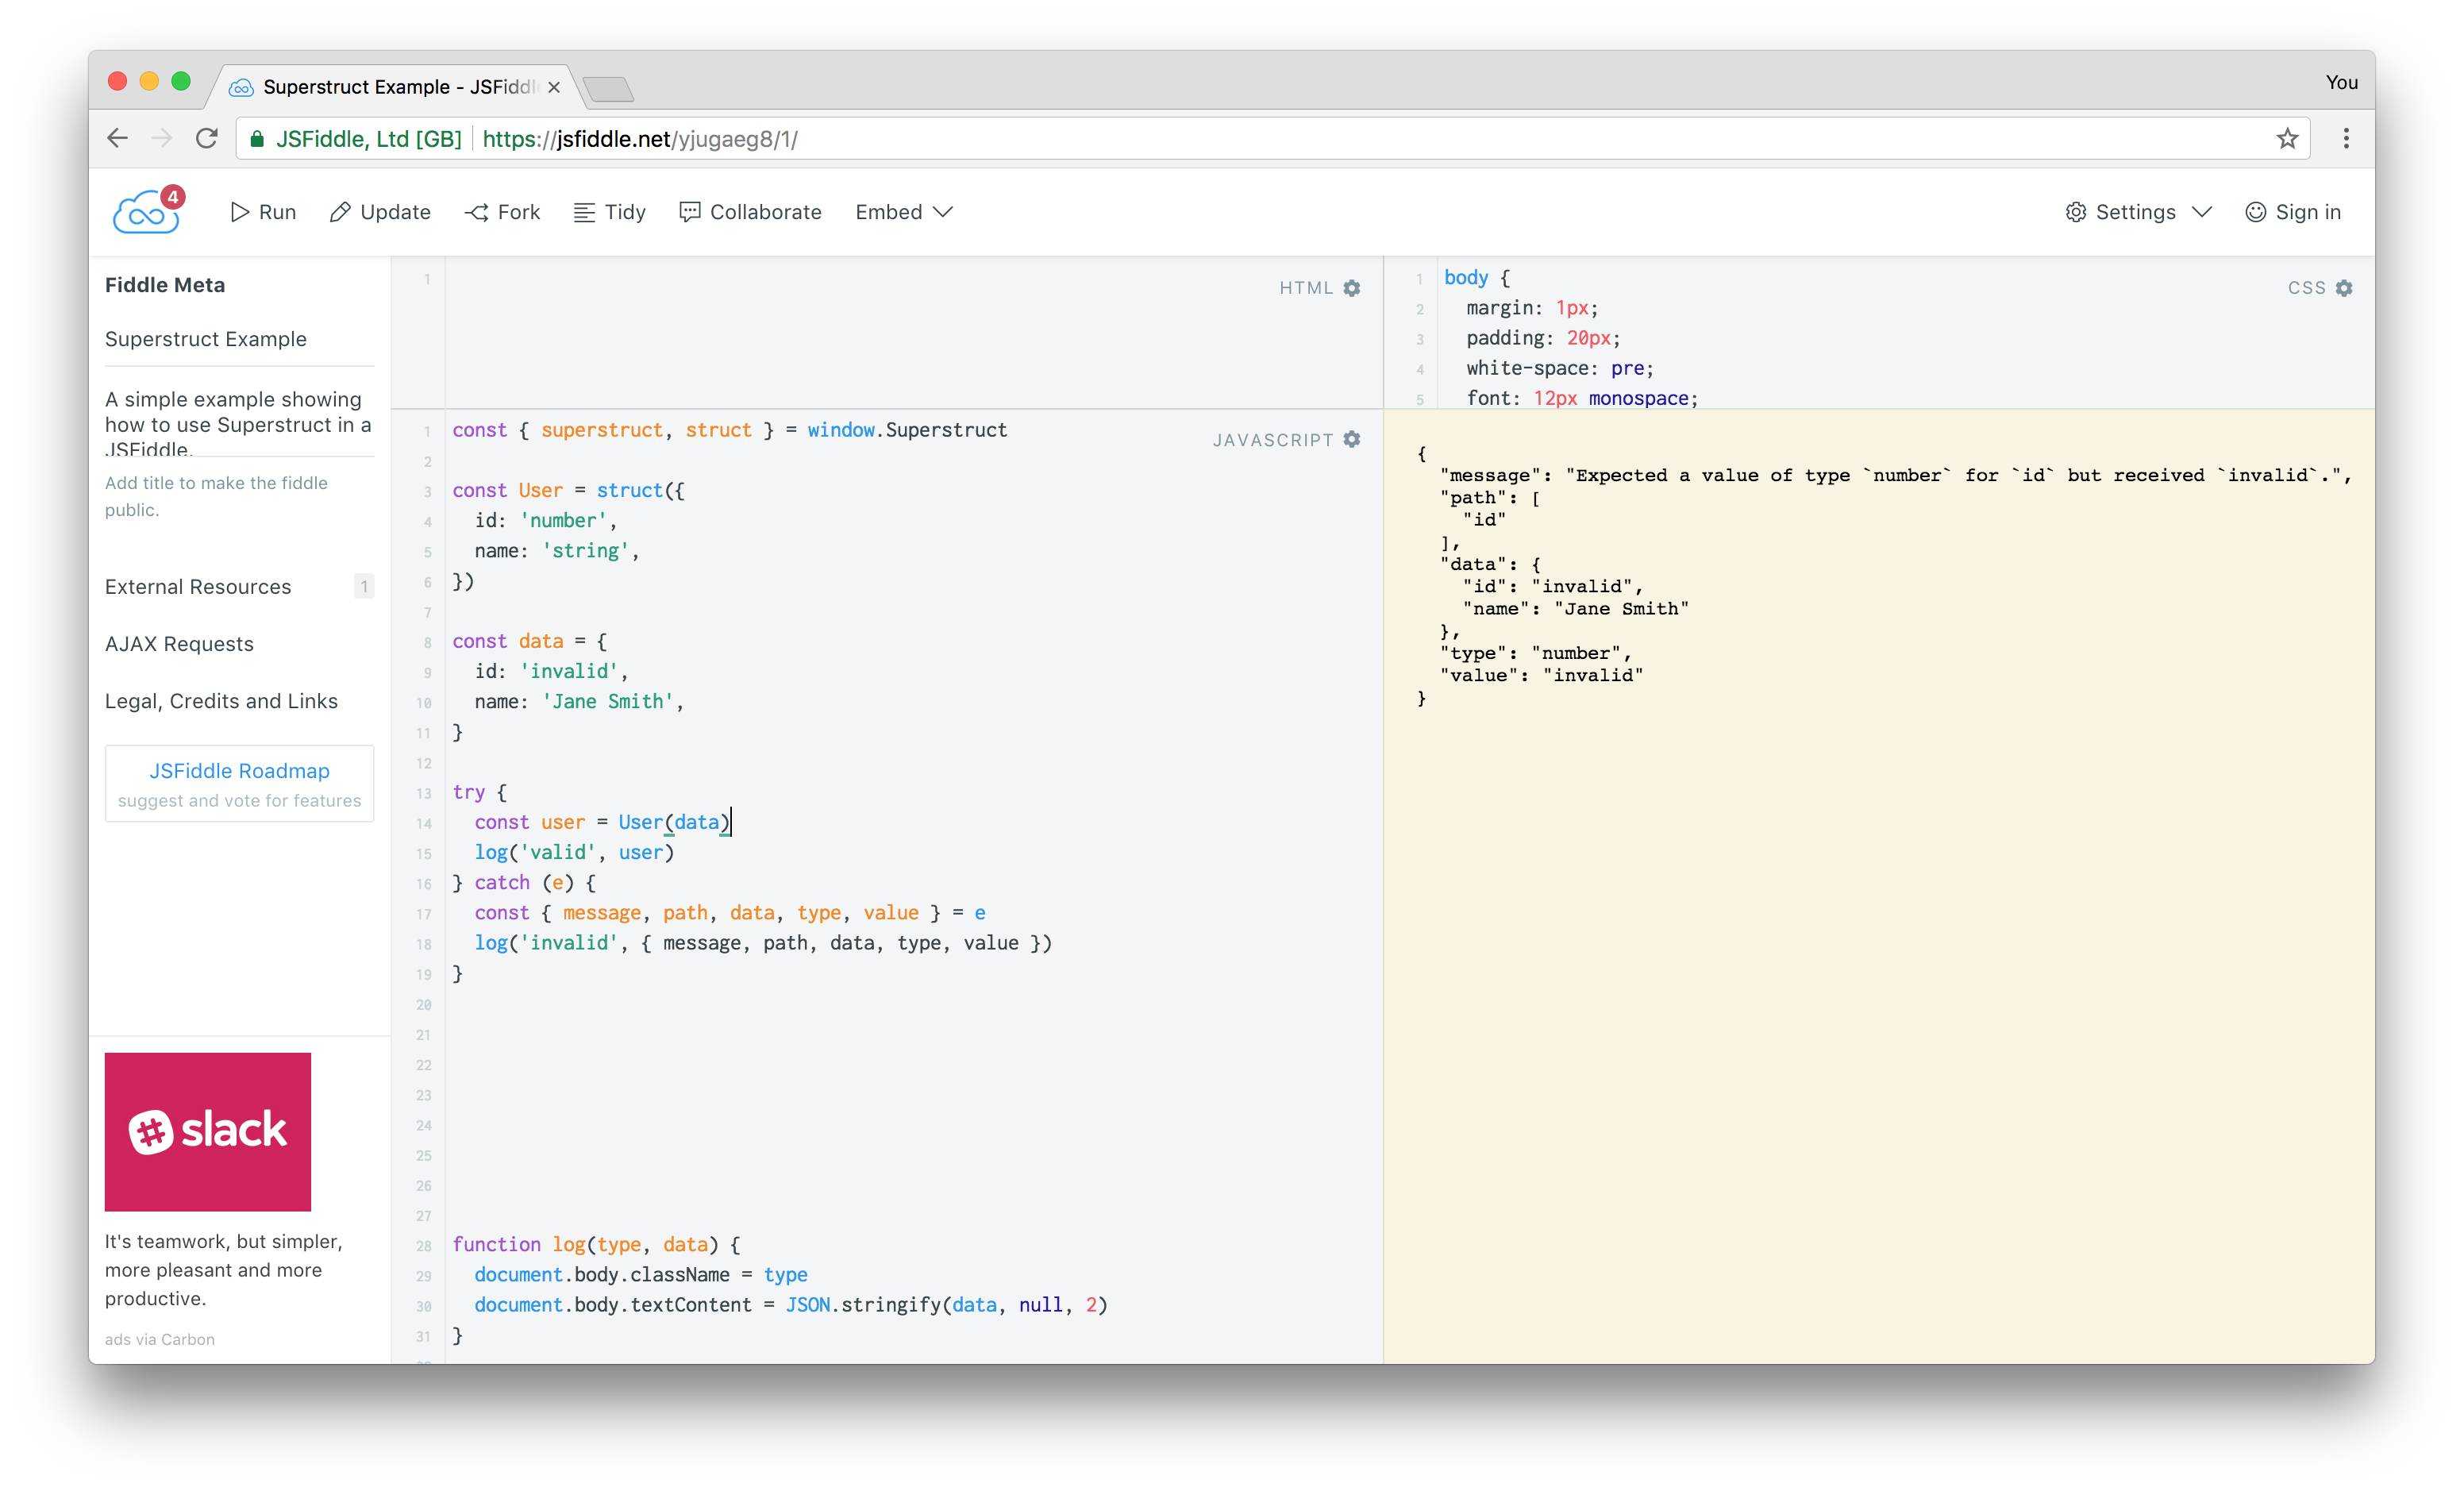 Superstruct Example - JSFiddl
You
JSFiddle, Ltd [GB] https://jsfiddle.net/yjugaeg8/1/
4
Run Update Fork Tidy Collaborate Embed Settings Sign in
Fiddle Meta
Superstruct Example
A simple example showing
how to use Superstruct in a
JSFiddle.
Add title to make the fiddle
public.
External Resources 1
AJAX Requests
Legal, Credits and Links
JSFiddle Roadmap
suggest and vote for features
slack
It's teamwork, but simpler,
more pleasant and more
productive.
ads via Carbon
1
HTML
1 body {
2   margin: 1px;
3   padding: 20px;
4   white-space: pre;
5   font: 12px monospace;
CSS
JAVASCRIPT
1 const { superstruct, struct } = window.Superstruct
2
3 const User = struct({
4   id: 'number',
5   name: 'string',
6 })
7
8 const data = {
9   id: 'invalid',
10   name: 'Jane Smith',
11 }
12
13 try {
14   const user = User(data)
15   log('valid', user)
16 } catch (e) {
17   const { message, path, data, type, value } = e
18   log('invalid', { message, path, data, type, value })
19 }
20
21
22
23
24
25
26
27
28 function log(type, data) {
29   document.body.className = type
30   document.body.textContent = JSON.stringify(data, null, 2)
31 }
{
  "message": "Expected a value of type `number` for `id` but received `invalid`.",
  "path": [
    "id"
  ],
  "data": {
    "id": "invalid",
    "name": "Jane Smith"
  },
  "type": "number",
  "value": "invalid"
}